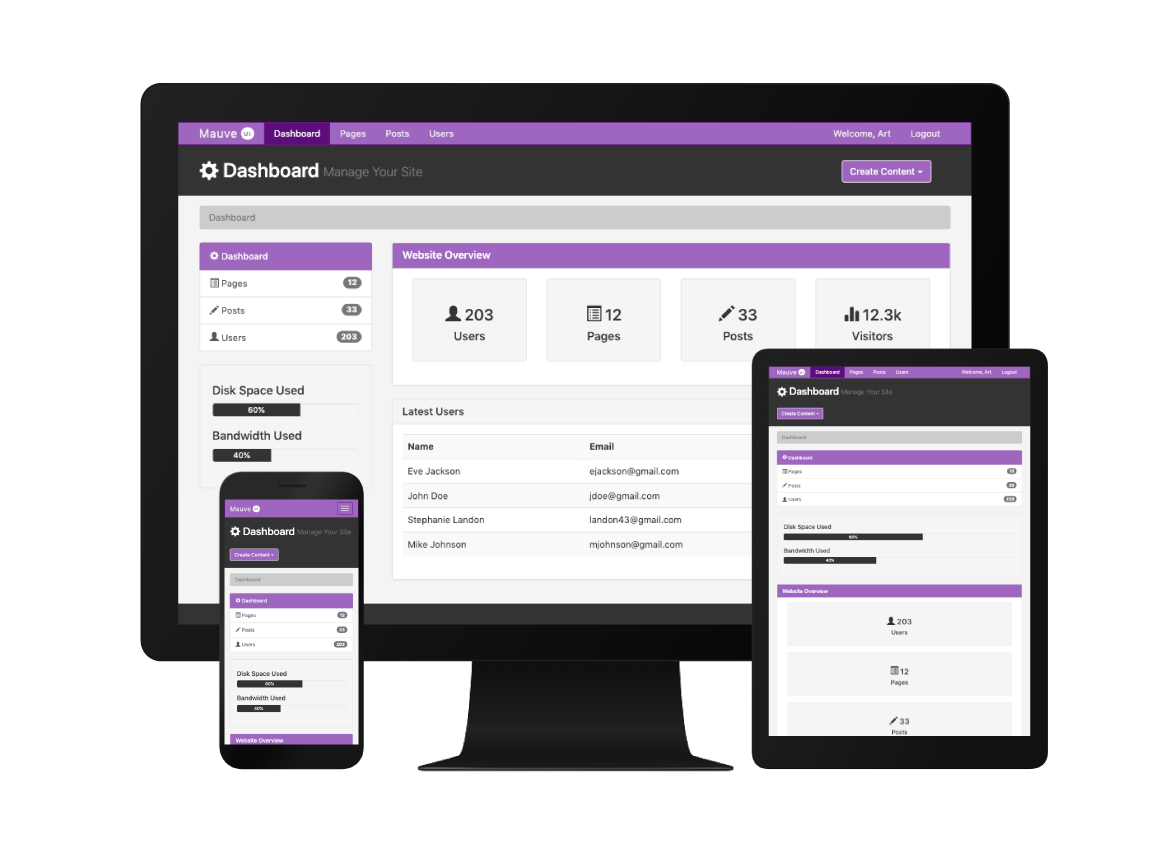 Mauve UI Dashboard Pages Posts Users Welcome, Art Logout
Dashboard Manage Your Site Create Content
Dashboard
Dashboard
Pages 12
Posts 33
Users 203
Disk Space Used
60%
Bandwidth Used
40%
Website Overview
203 12 33 12.3k
Users Pages Posts Visitors
Latest Users
Name Email
Eve Jackson ejackson@gmail.com
John Doe jdoe@gmail.com
Stephanie Landon landon43@gmail.com
Mike Johnson mjohnson@gmail.com
Mauve UI
Dashboard Manage Your Site
Create Content
Dashboard
Dashboard
Pages 12
Posts 33
Users 203
Disk Space Used
60%
Bandwidth Used
40%
Website Overview
Mauve UI Dashboard Pages Posts Users Welcome, Art Logout
Dashboard Manage Your Site
Create Content
Dashboard
Dashboard
Pages 12
Posts 33
Users 203
Disk Space Used
60%
Bandwidth Used
40%
Website Overview
203
Users
12
Pages
33
Posts